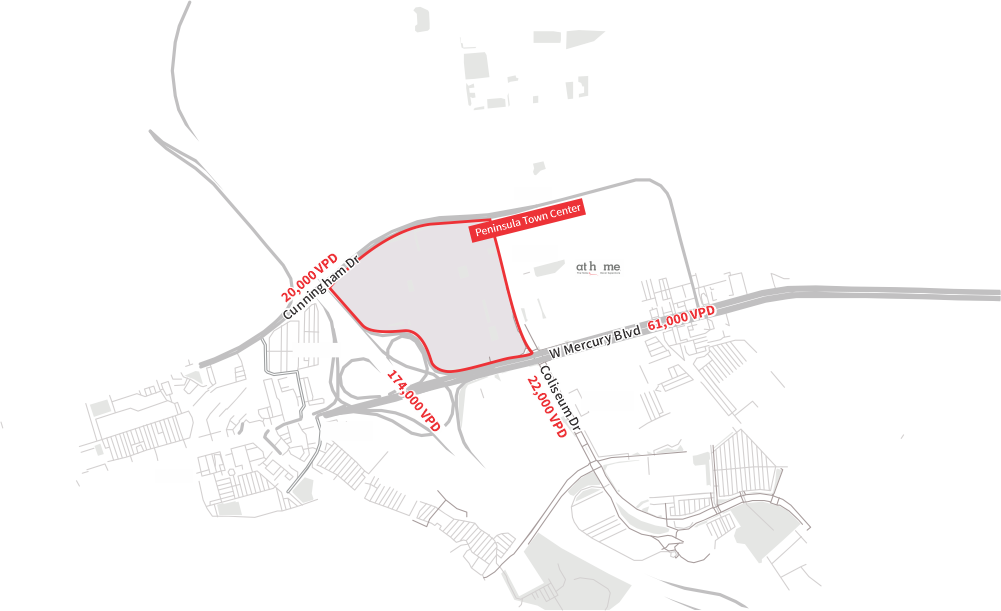 Peninsula Town Center
20,000 VPD
Cunningham Dr
at h me
W Mercury Blvd
61,000 VPD
174,000 VPD
Coliseum Dr
22,000 VPD